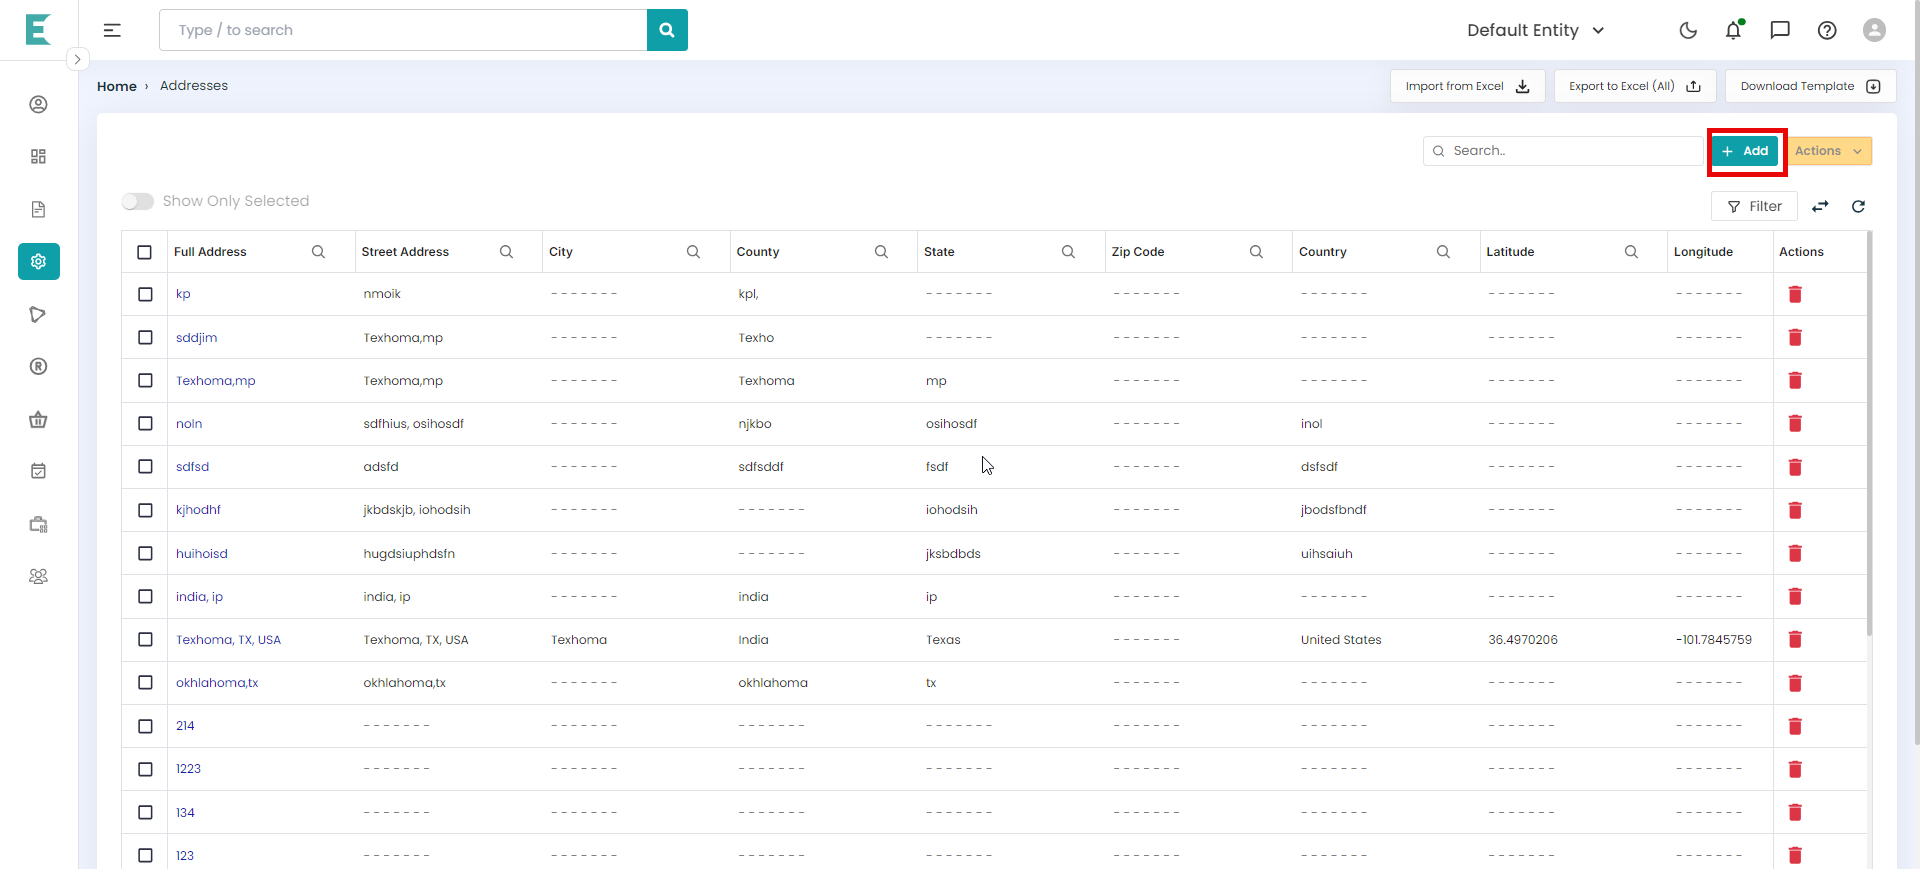 Type / to search
Default Entity
Home › Addresses
Import from Excel
Export to Excel (All)
Download Template
Search..
+ Add
Actions
Show Only Selected
Filter
Full Address Street Address City County State Zip Code Country Latitude Longitude Actions
kp nmoik ------- kpl, ------- ------- ------- ------- -------
sddjim Texhoma,mp ------- Texho ------- ------- ------- ------- -------
Texhoma,mp Texhoma,mp ------- Texhoma mp ------- ------- ------- -------
noln sdfhius, osihosdf ------- njkbo osihosdf ------- inol ------- -------
sdfsd adsfd ------- sdfsddf fsdf ------- dsfsdf ------- -------
kjhodhf jkbdskjb, iohodsih ------- ------- iohodsih ------- jbodsfbndf ------- -------
huihoisd hugdsiuphdsfn ------- ------- jksbdbds ------- uihsaiuh ------- -------
india, ip india, ip ------- india ip ------- ------- ------- -------
Texhoma, TX, USA Texhoma, TX, USA Texhoma India Texas ------- United States 36.4970206 -101.7845759
okhlahoma,tx okhlahoma,tx ------- okhlahoma tx ------- ------- ------- -------
214 ------- ------- ------- ------- ------- ------- ------- -------
1223 ------- ------- ------- ------- ------- ------- ------- -------
134 ------- ------- ------- ------- ------- ------- ------- -------
123 ------- ------- ------- ------- ------- ------- ------- -------